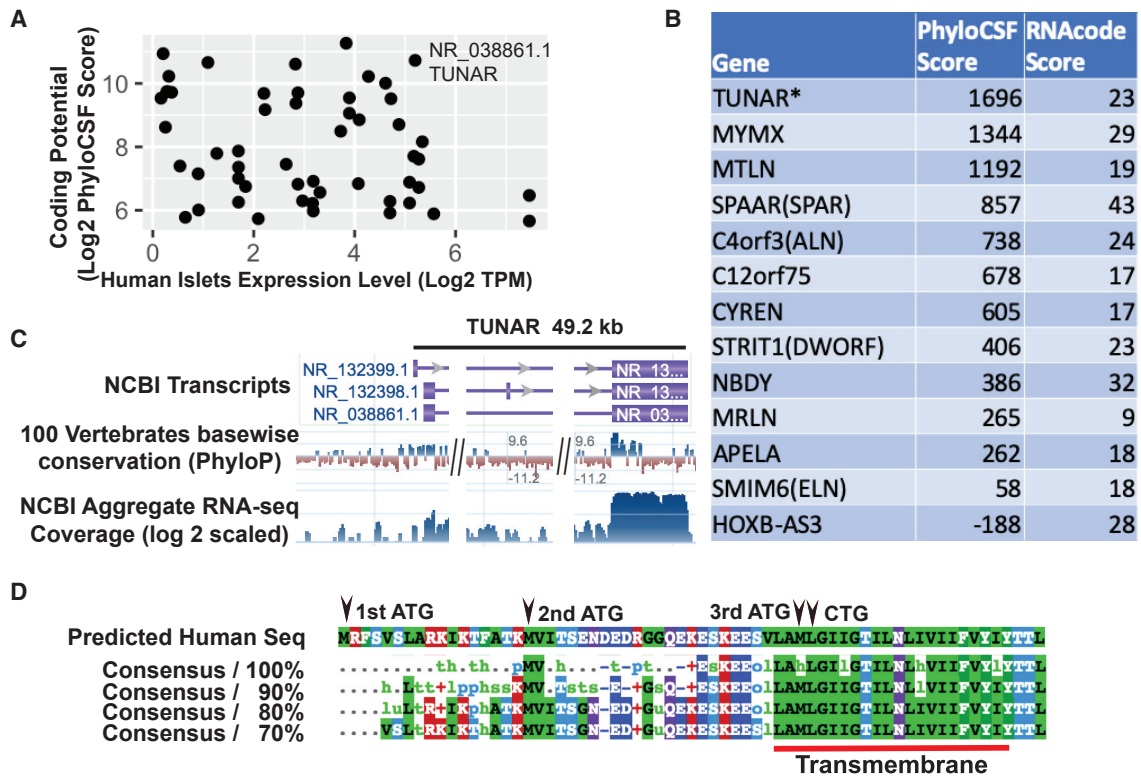 A
NR_038861.1
TUNAR
10
8
6
0
2
4
6
Coding Potential
(Log2 PhyloCSF Score)
Human Islets Expression Level (Log2 TPM)
B
Gene PhyloCSF Score RNAcode Score
TUNAR* 1696 23
MYMX 1344 29
MTLN 1192 19
SPAAR(SPAR) 857 43
C4orf3(ALN) 738 24
C12orf75 678 17
CYREN 605 17
STRIT1(DWORF) 406 23
NBDY 386 32
MRLN 265 9
APELA 262 18
SMIM6(ELN) 58 18
HOXB-AS3 -188 28
C
TUNAR 49.2 kb
NCBI Transcripts
NR_132399.1 NR_13...
NR_132398.1 NR_13...
NR_038861.1 NR_03...
100 Vertebrates basewise
conservation (PhyloP)
9.6 9.6
-11.2 -11.2
NCBI Aggregate RNA-seq
Coverage (log 2 scaled)
D
1st ATG 2nd ATG 3rd ATG CTG
Predicted Human Seq MRFSVSLARKIKTFATKMVITSENDEDRGGQEKESKEESVLAMLGIIGTILNLIVIIFVYIYTTL
Consensus / 100%
Consensus / 90%
Consensus / 80%
Consensus / 70%
Transmembrane